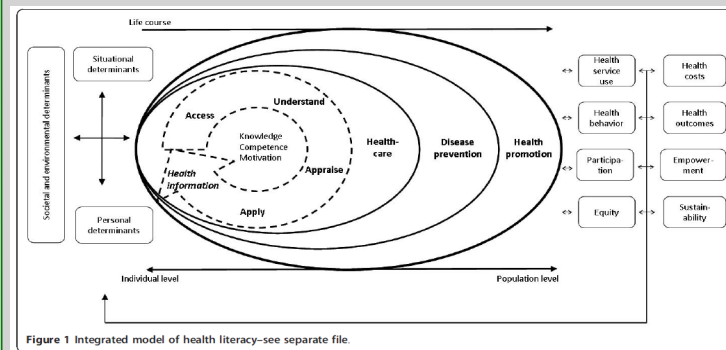 Life course
Societal and environmental determinants
Situational
determinants
Personal
determinants
Access
Understand
Knowledge
Competence
Motivation
Health
information
Appraise
Apply
Health-
care
Disease
prevention
Health
promotion
Individual level
Population level
Health
service
use
Health
costs
Health
behavior
Health
outcomes
Participa-
tion
Empower-
ment
Equity
Sustain-
ability
Figure 1 Integrated model of health literacy–see separate file.